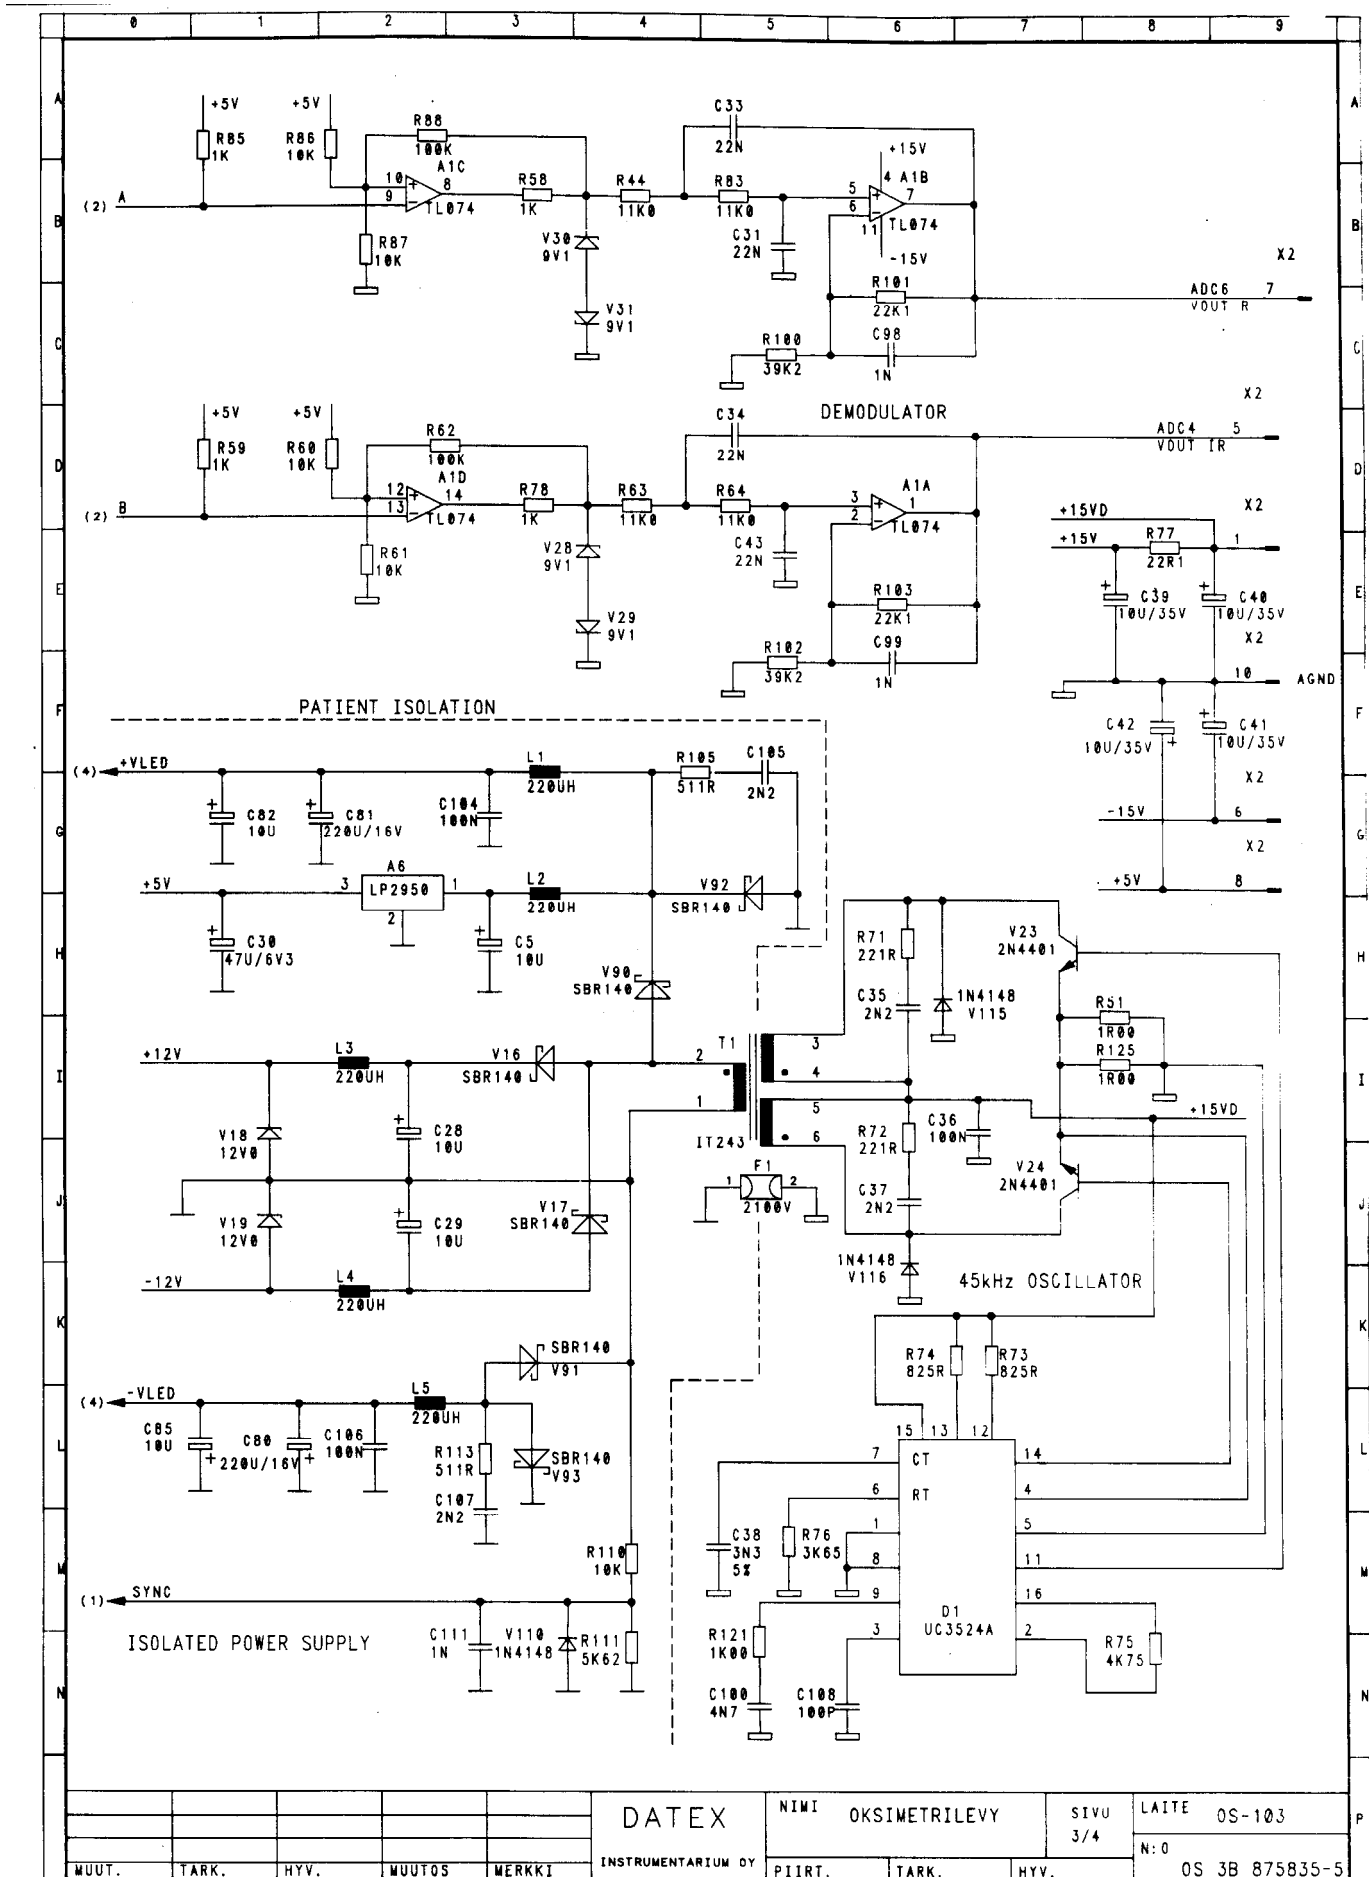 0 1 2 3 4 5 6 7 8 9
A A
+5V +5V C33
R85 1K R86 10K R88 100K 22N +15V
A1C 4 A1B
(2) A 10 9 8 R58 R44 R83 5 6 7
B TL074 1K 11K0 11K0 11 TL074 B
R87 10K V30 9V1 C31 22N -15V X2
R101 22K1 ADC6 7
VOUT R
V31 9V1
C R100 39K2 C98 1N C
X2
+5V +5V C34 DEMODULATOR
R59 1K R60 10K R62 100K 22N ADC4 5
VOUT IR
D D
A1D A1A
(2) B 12 13 14 R78 R63 R64 3 2 1 +15VD X2
TL074 1K 11K0 11K0 TL074 +15V R77 1
22R1
R61 10K V28 9V1 C43 22N
E R103 22K1 C39 10U/35V C40 10U/35V E
V29 9V1 X2
R102 39K2 C99 1N
10 AGND
F PATIENT ISOLATION F
C42 10U/35V C41 10U/35V
(4) +VLED L1 220UH R105 511R C105 2N2 X2
C82 10U C81 220U/16V C104 100N -15V 6
G G
X2
+5V 3 A6 LP2950 1 L2 220UH V92 SBR140 +5V 8
2
C30 47U/6V3 C5 10U R71 221R V23 2N4401
H H
V90 SBR140 C35 2N2 1N4148 V115 R51 1R00
+12V L3 220UH V16 SBR140 2 T1 3 R125 1R00
I 4 I
1 5 +15VD
V18 12V0 C28 10U IT243 6 R72 221R C36 100N
F1 V24 2N4401
J V17 SBR140 1 2 2100V C37 2N2 J
V19 12V0 C29 10U
1N4148 V116 45kHz OSCILLATOR
-12V L4 220UH
K K
SBR140 V91 R74 825R R73 825R
(4) -VLED L5 220UH
C85 10U C80 220U/16V C106 100N 15 13 12
L R113 511R SBR140 V93 7 CT 14 L
C107 2N2 6 RT 4
1 5
R110 10K C38 3N3 5% R76 3K65 8 11
M M
(1) SYNC 9 16
D1
ISOLATED POWER SUPPLY C111 1N V110 1N4148 R111 5K62 R121 1K00 3 UC3524A 2 R75 4K75
N C100 4N7 C108 100P N
DATEX NIMI OKSIMETRILEVY SIVU LAITE OS-103 P
3/4
INSTRUMENTARIUM OY N:O
MUUT. TARK. HYV. MUUTOS MERKKI PIIRT. TARK. HYV. OS 3B 875835-5